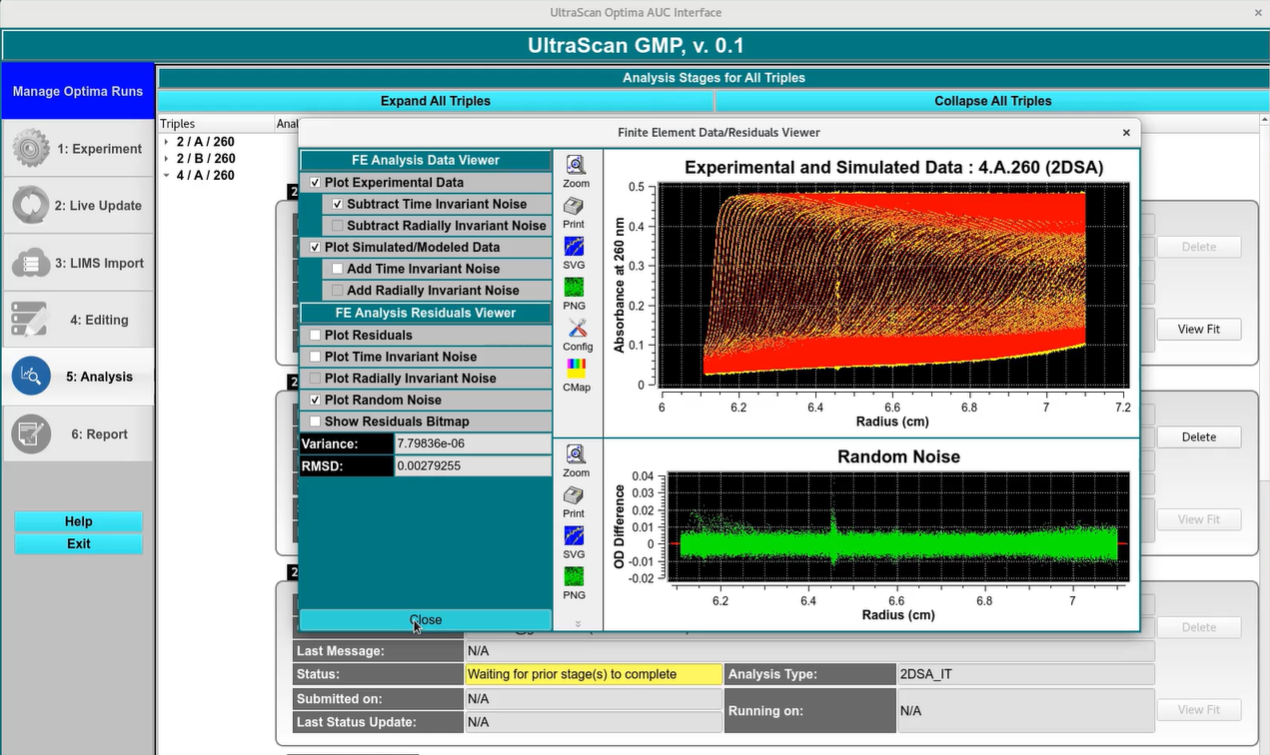 UltraScan Optima AUC Interface
UltraScan GMP, v. 0.1
Manage Optima Runs
1: Experiment
2: Live Update
3: LIMS Import
4: Editing
5: Analysis
6: Report
Help
Exit
Analysis Stages for All Triples
Expand All Triples
Collapse All Triples
Triples
2 / A / 260
2 / B / 260
4 / A / 260
Finite Element Data/Residuals Viewer
FE Analysis Data Viewer
Plot Experimental Data
Subtract Time Invariant Noise
Subtract Radially Invariant Noise
Plot Simulated/Modeled Data
Add Time Invariant Noise
Add Radially Invariant Noise
FE Analysis Residuals Viewer
Plot Residuals
Plot Time Invariant Noise
Plot Radially Invariant Noise
Plot Random Noise
Show Residuals Bitmap
Variance: 7.79836e-06
RMSD: 0.00279255
Close
Zoom
Print
SVG
PNG
Config
CMap
Experimental and Simulated Data : 4.A.260 (2DSA)
Absorbance at 260 nm
0.5
0.4
0.3
0.2
0.1
0
6 6.2 6.4 6.6 6.8 7 7.2
Radius (cm)
Zoom
Print
SVG
PNG
Random Noise
OD Difference
0.04
0.03
0.02
0.01
0
-0.01
-0.02
6.2 6.4 6.6 6.8 7
Radius (cm)
Delete
View Fit
Delete
View Fit
Delete
View Fit
Last Message: N/A
Status: Waiting for prior stage(s) to complete Analysis Type: 2DSA_IT
Submitted on: N/A
Running on: N/A
Last Status Update: N/A